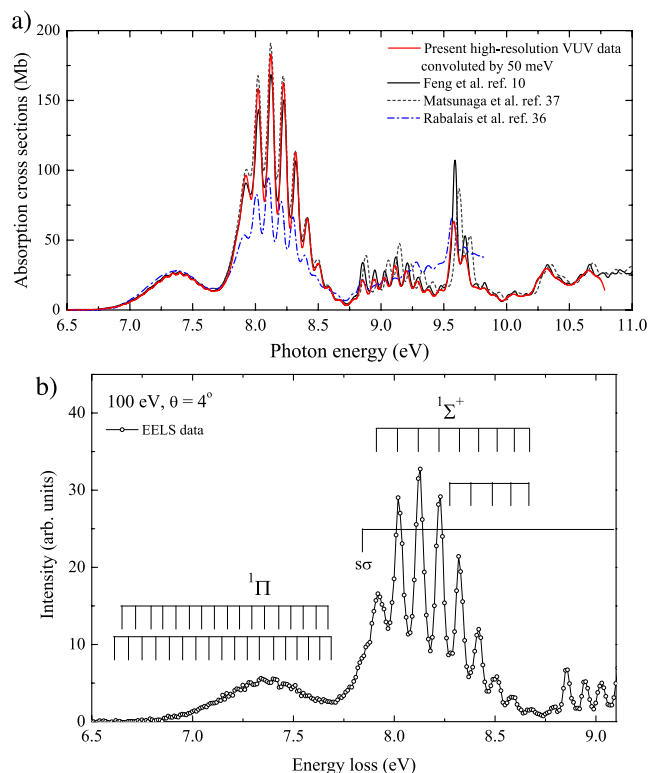 a)
200
150
100
50
0
Absorption cross sections (Mb)
Present high-resolution VUV data
convoluted by 50 meV
Feng et al. ref. 10
Matsunaga et al. ref. 37
Rabalais et al. ref. 36
6.5 7.0 7.5 8.0 8.5 9.0 9.5 10.0 10.5 11.0
Photon energy (eV)
b)
40
30
20
10
0
Intensity (arb. units)
100 eV, θ = 4°
EELS data
¹Σ⁺
sσ
¹Π
6.5 7.0 7.5 8.0 8.5 9.0
Energy loss (eV)